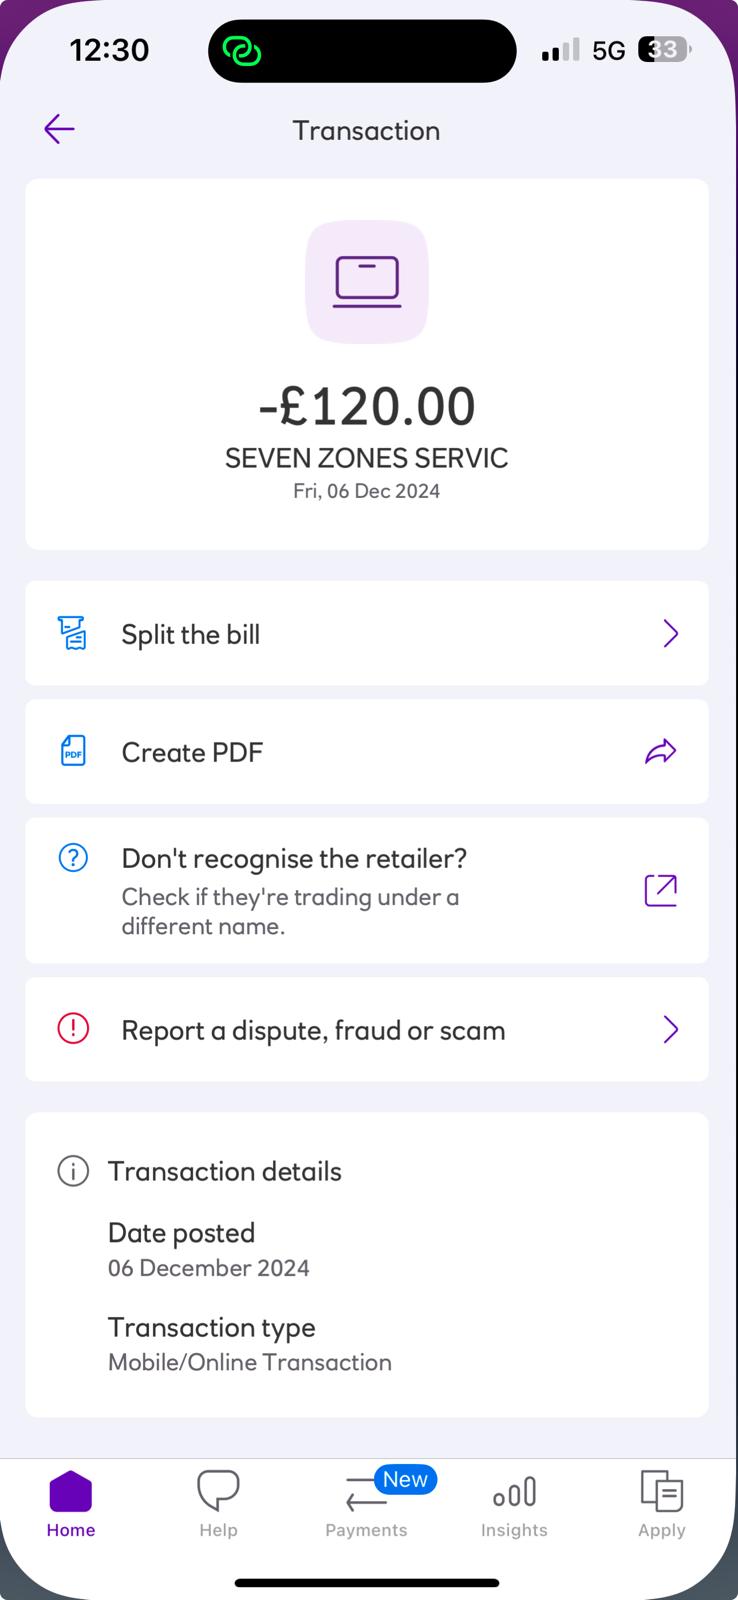 12:30
5G
33
Transaction
-£120.00
SEVEN ZONES SERVIC
Fri, 06 Dec 2024
Split the bill
PDF
Create PDF
Don't recognise the retailer?
Check if they're trading under a
different name.
Report a dispute, fraud or scam
Transaction details
Date posted
06 December 2024
Transaction type
Mobile/Online Transaction
New
Home
Help
Payments
Insights
Apply